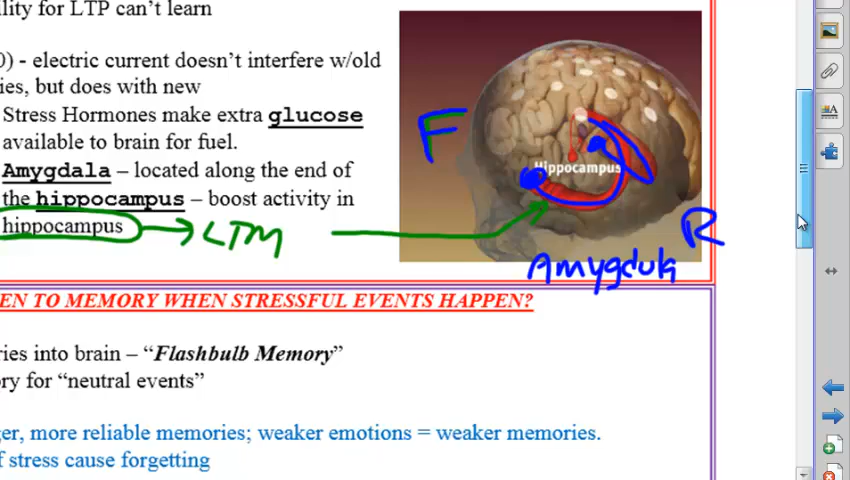 ility for LTP can't learn
0) - electric current doesn't interfere w/old
ies, but does with new
Stress Hormones make extra glucose
available to brain for fuel.
Amygdala – located along the end of
the hippocampus – boost activity in
hippocampus
LTM
F
Hippocampus
R
Amygdula
EN TO MEMORY WHEN STRESSFUL EVENTS HAPPEN?
ries into brain – “Flashbulb Memory”
ory for “neutral events”
ger, more reliable memories; weaker emotions = weaker memories.
f stress cause forgetting